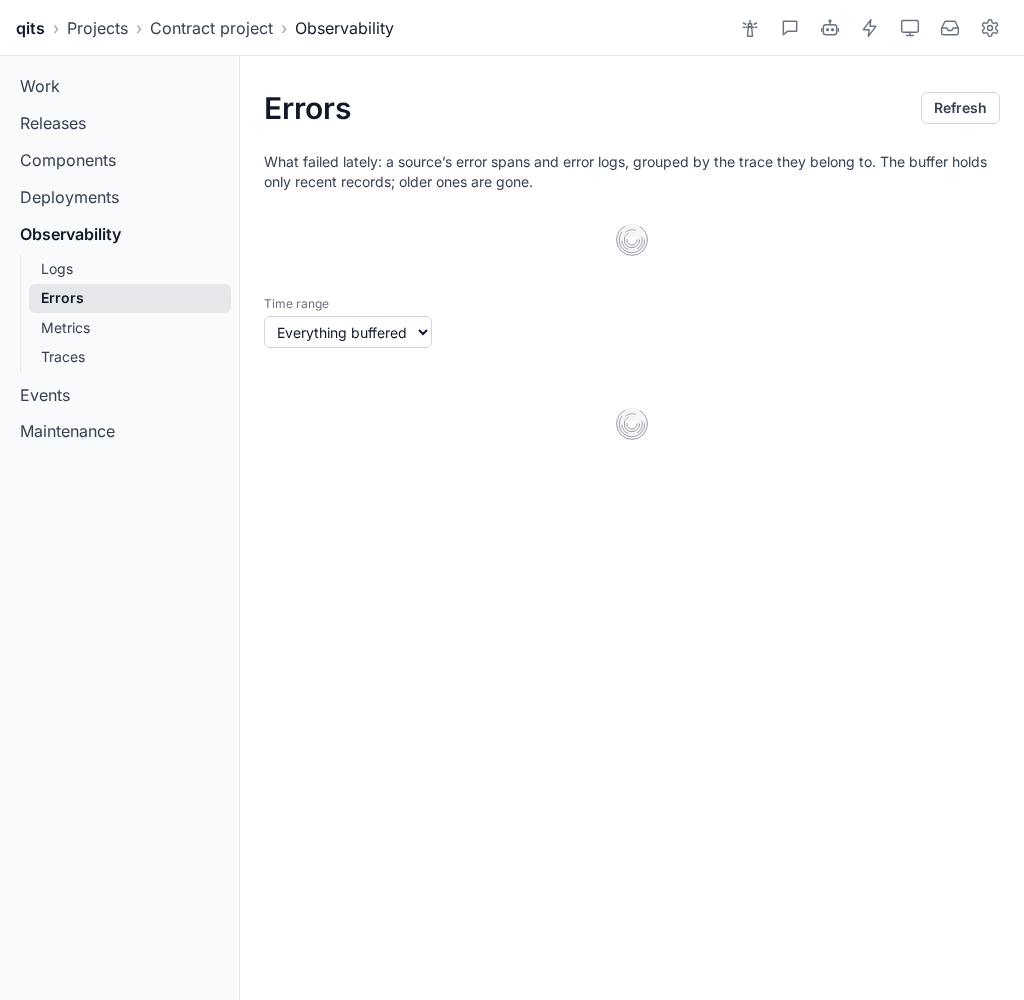 qits › Projects › Contract project › Observability
Work
Releases
Components
Deployments
Observability
Logs
Errors
Metrics
Traces
Events
Maintenance
Errors
Refresh
What failed lately: a source’s error spans and error logs, grouped by the trace they belong to. The buffer holds
only recent records; older ones are gone.
Time range
Everything buffered